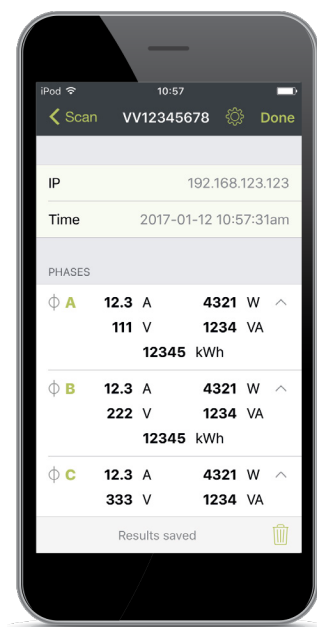 iPod 10:57
Scan VV12345678 Done
IP 192.168.123.123
Time 2017-01-12 10:57:31am
PHASES
ϕ A 12.3 A 4321 W
111 V 1234 VA
12345 kWh
ϕ B 12.3 A 4321 W
222 V 1234 VA
12345 kWh
ϕ C 12.3 A 4321 W
333 V 1234 VA
Results saved